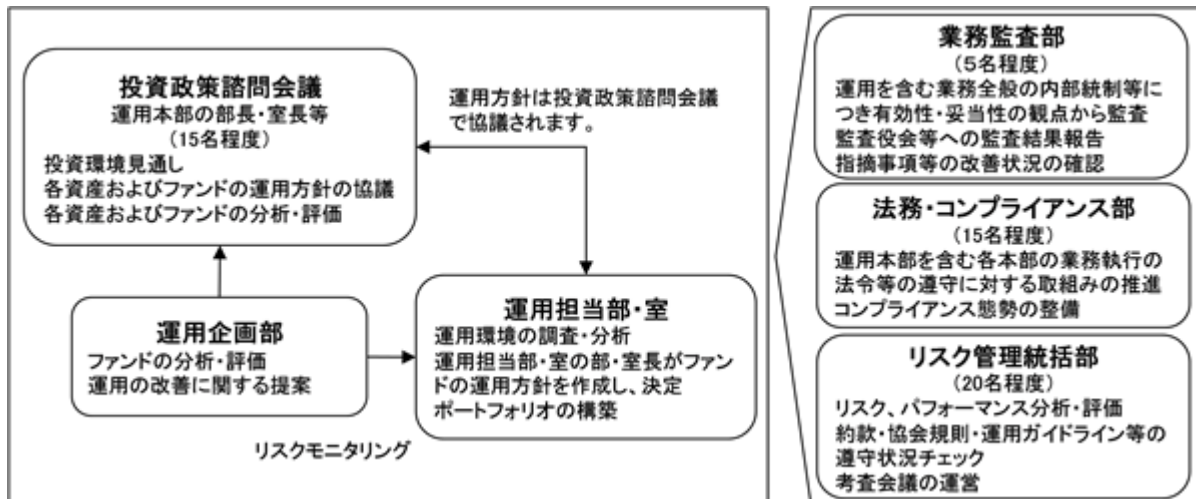 投資政策諮問会議
運用本部の部長・室長等
(15名程度)
投資環境見通し
各資産およびファンドの運用方針の協議
各資産およびファンドの分析・評価
運用方針は投資政策諮問会議
で協議されます。
運用企画部
ファンドの分析・評価
運用の改善に関する提案
運用担当部・室
運用環境の調査・分析
運用担当部・室の部・室長がファン
ドの運用方針を作成し、決定
ポートフォリオの構築
リスクモニタリング
業務監査部
(5名程度)
運用を含む業務全般の内部統制等に
つき有効性・妥当性の観点から監査
監査役会等への監査結果報告
指摘事項等の改善状況の確認
法務・コンプライアンス部
(15名程度)
運用本部を含む各本部の業務執行の
法令等の遵守に対する取組みの推進
コンプライアンス態勢の整備
リスク管理統括部
(20名程度)
リスク、パフォーマンス分析・評価
約款・協会規則・運用ガイドライン等の
遵守状況チェック
考査会議の運営